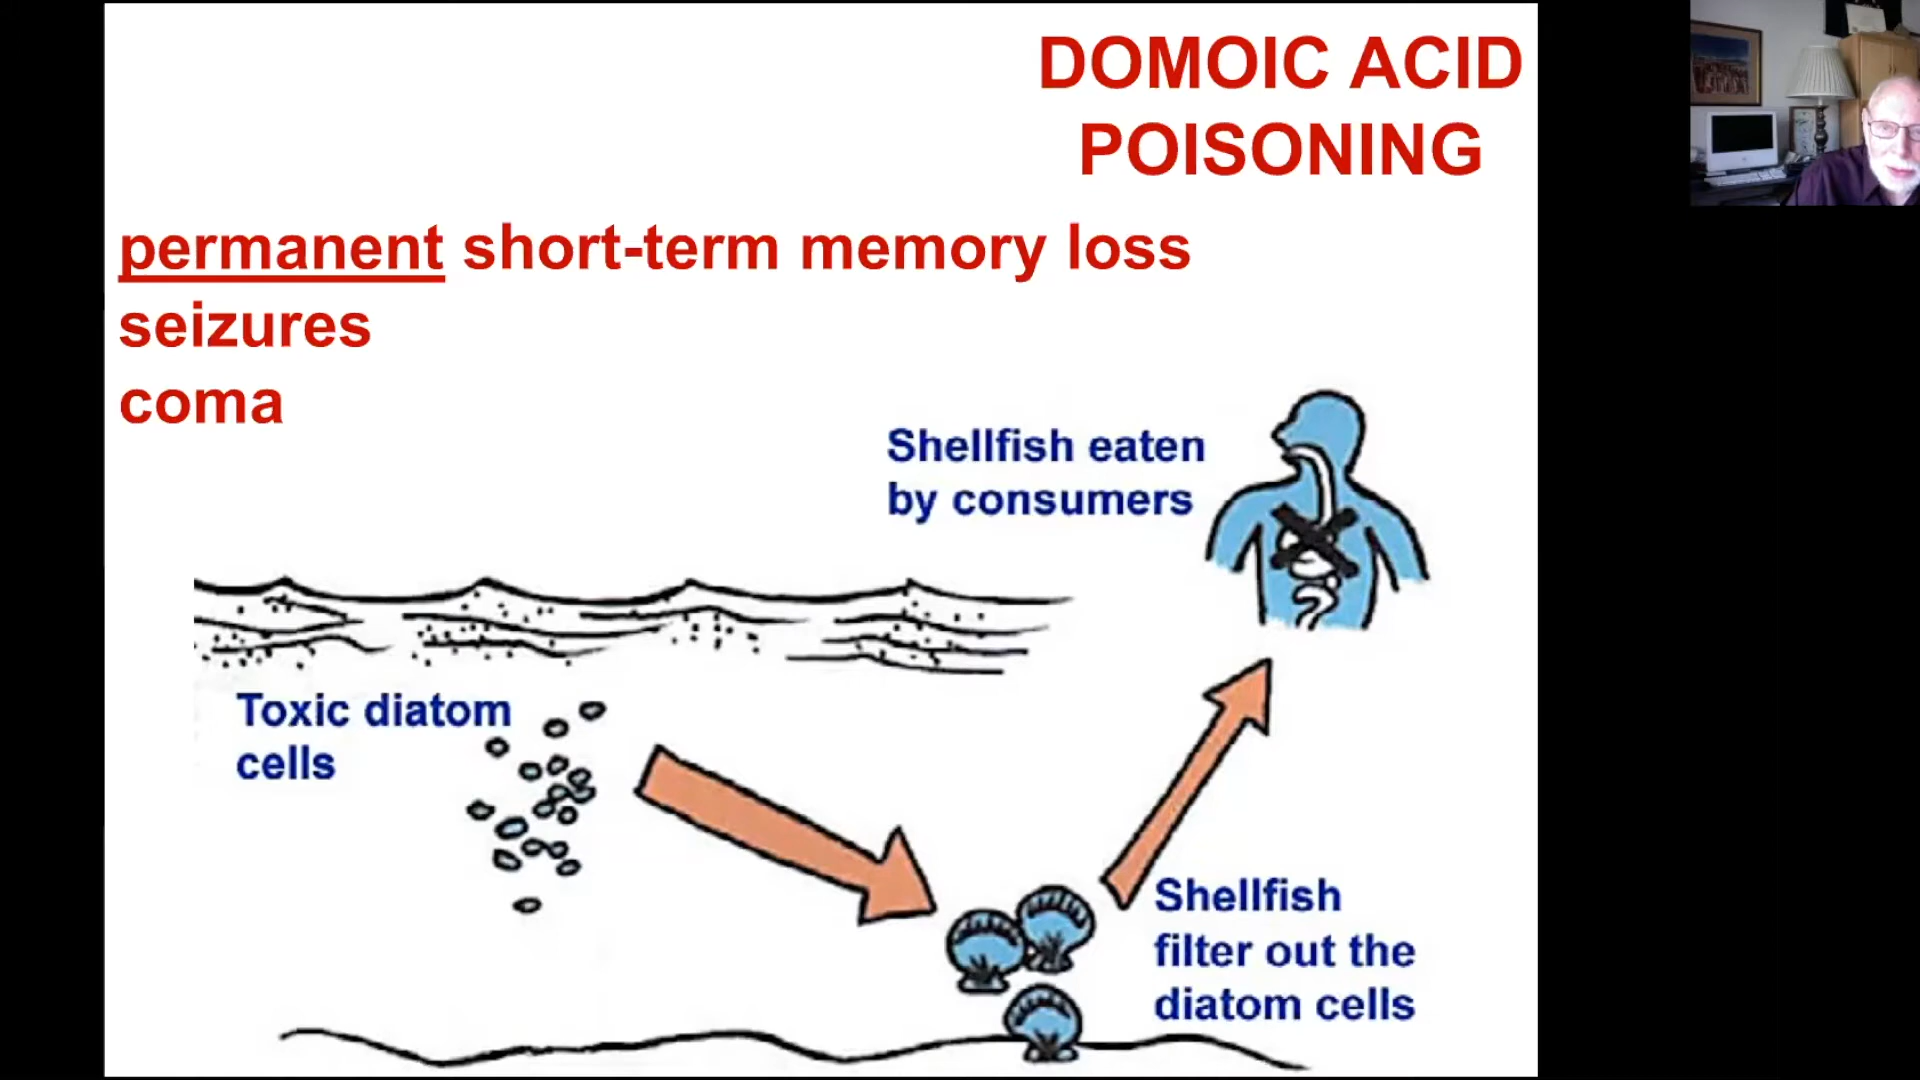 DOMOIC ACID
POISONING
permanent short-term memory loss
seizures
coma
Shellfish eaten
by consumers
Toxic diatom
cells
Shellfish
filter out the
diatom cells